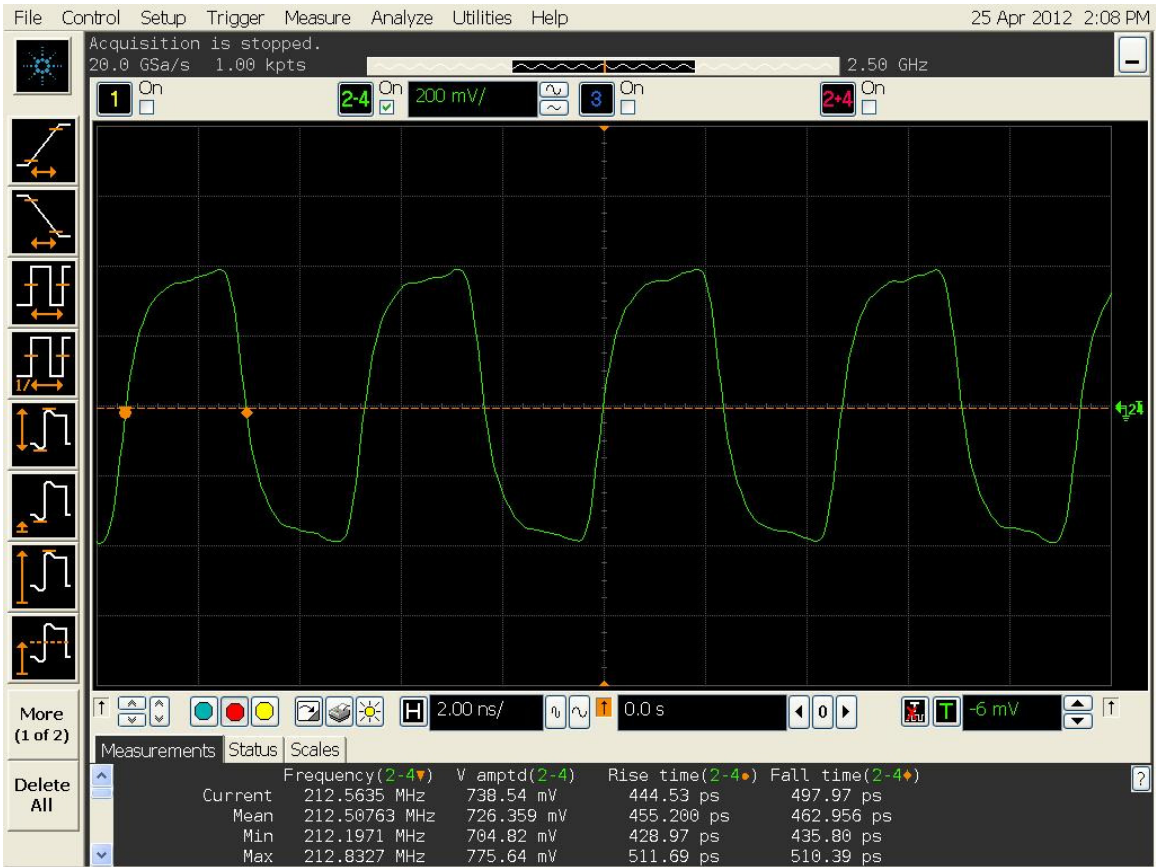 File Control Setup Trigger Measure Analyze Utilities Help 25 Apr 2012 2:08 PM
Acquisition is stopped.
20.0 GSa/s 1.00 kpts 2.50 GHz
1 On 2-4 On 200 mV/ 3 On 2+4 On
1/
More
(1 of 2)
Delete
All
H 2.00 ns/ 0.0 s 0 T -6 mV
Measurements Status Scales
Frequency(2-4) V amptd(2-4) Rise time(2-4) Fall time(2-4) ?
Current 212.5635 MHz 738.54 mV 444.53 ps 497.97 ps
Mean 212.50763 MHz 726.359 mV 455.200 ps 462.956 ps
Min 212.1971 MHz 704.82 mV 428.97 ps 435.80 ps
Max 212.8327 MHz 775.64 mV 511.69 ps 510.39 ps